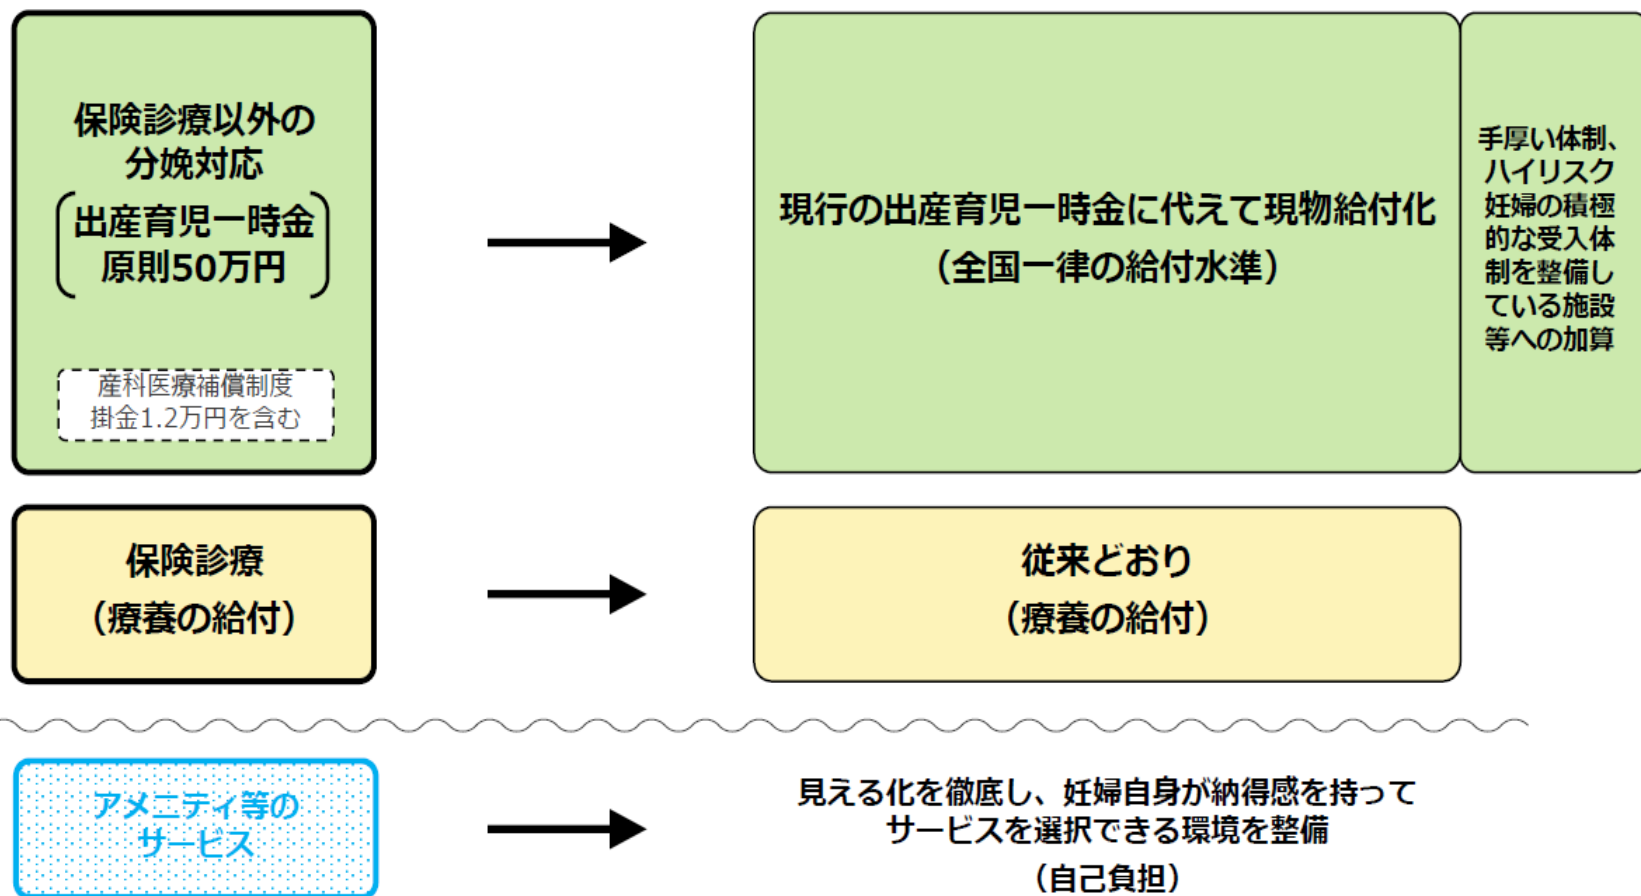 保険診療以外の
分娩対応
出産育児一時金
原則50万円
産科医療補償制度
掛金1.2万円を含む
現行の出産育児一時金に代えて現物給付化
（全国一律の給付水準）
手厚い体制、
ハイリスク
妊婦の積極
的な受入体
制を整備し
ている施設
等への加算
保険診療
（療養の給付）
従来どおり
（療養の給付）
アメニティ等の
サービス
見える化を徹底し、妊婦自身が納得感を持って
サービスを選択できる環境を整備
（自己負担）